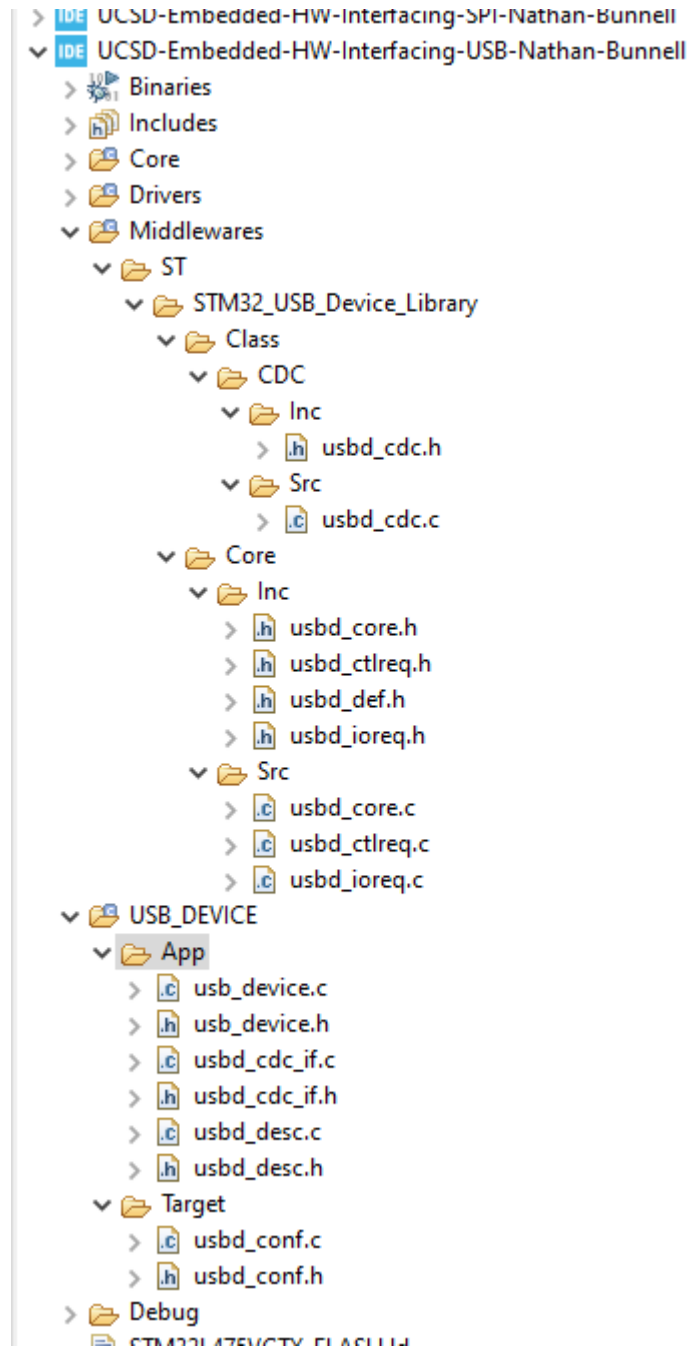 IDE UCSD-Embedded-HW-Interfacing-SPI-Nathan-Bunnell
IDE UCSD-Embedded-HW-Interfacing-USB-Nathan-Bunnell
Binaries
Includes
Core
Drivers
Middlewares
ST
STM32_USB_Device_Library
Class
CDC
Inc
.h usbd_cdc.h
Src
.c usbd_cdc.c
Core
Inc
.h usbd_core.h
.h usbd_ctlreq.h
.h usbd_def.h
.h usbd_ioreq.h
Src
.c usbd_core.c
.c usbd_ctlreq.c
.c usbd_ioreq.c
USB_DEVICE
App
.c usb_device.c
.h usb_device.h
.c usbd_cdc_if.c
.h usbd_cdc_if.h
.c usbd_desc.c
.h usbd_desc.h
Target
.c usbd_conf.c
.h usbd_conf.h
Debug